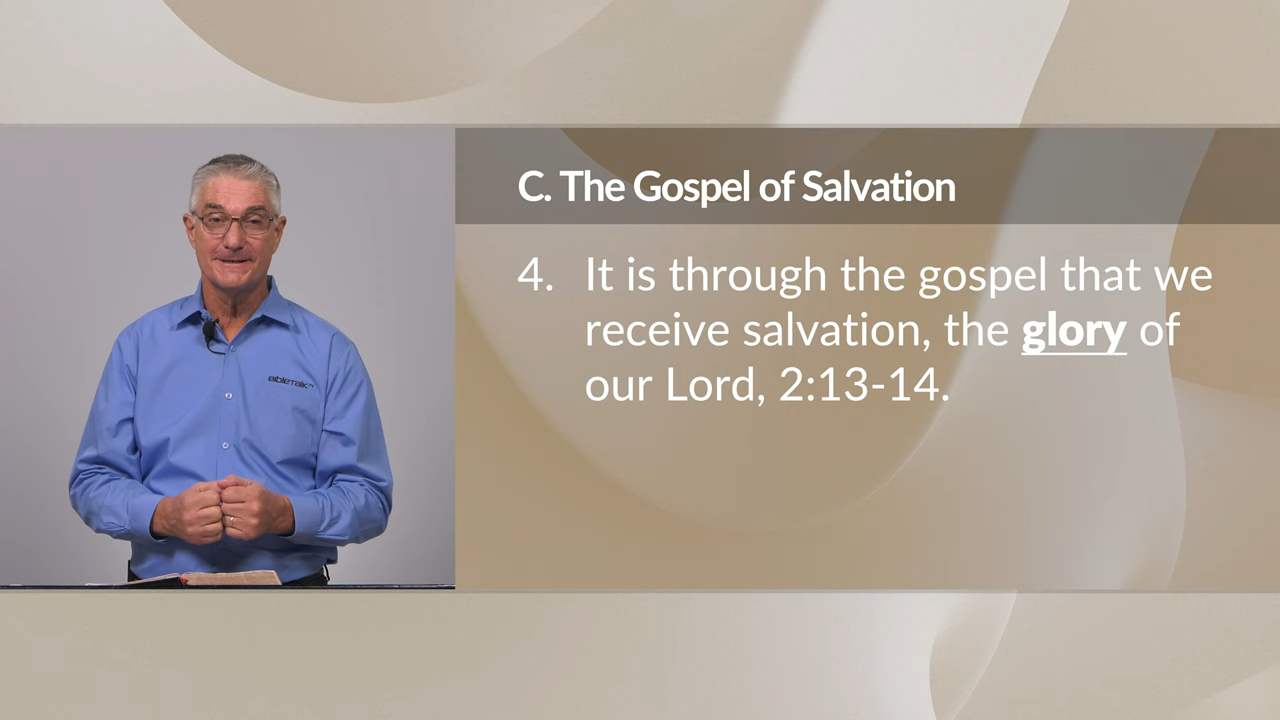 C. The Gospel of Salvation
4. It is through the gospel that we
receive salvation, the glory of
our Lord, 2:13-14.
BibleTalk